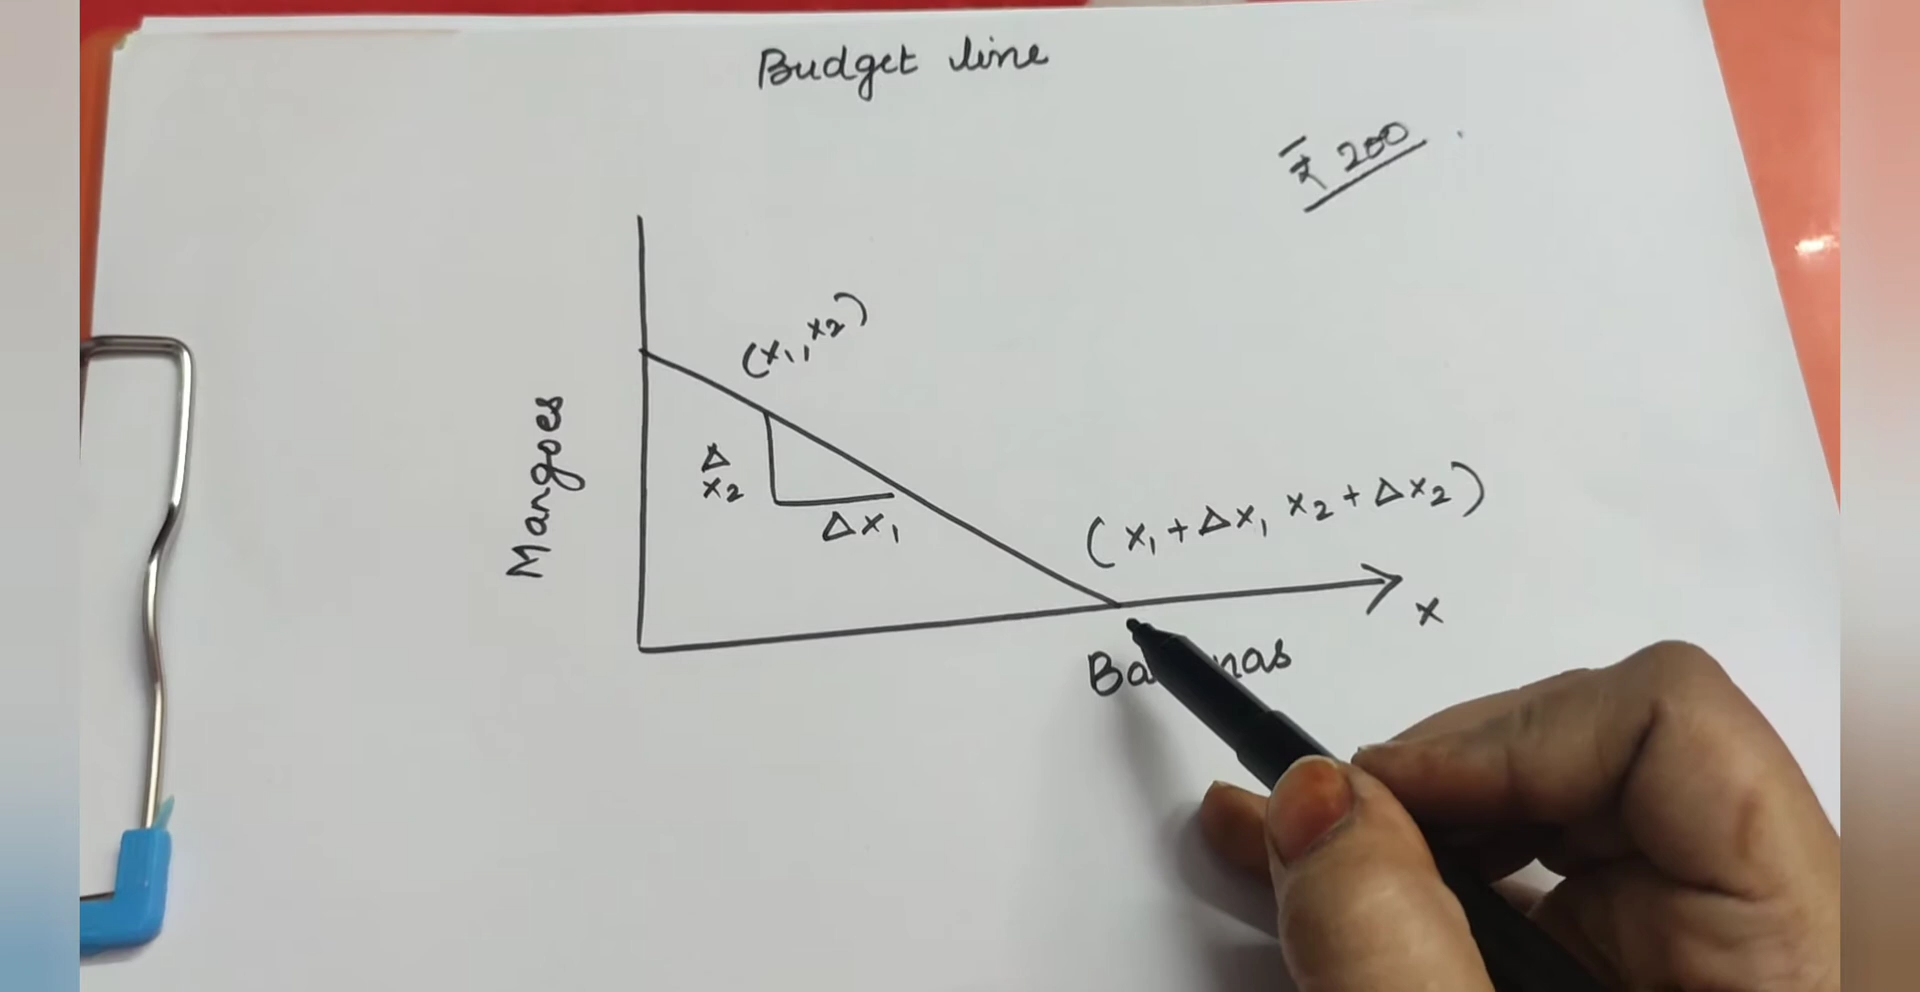 Budget line
₹ 200
(x₁, x₂)
Mangoes
Δ
x₂
Δx₁
(x₁ + Δx₁ x₂ + Δx₂)
x